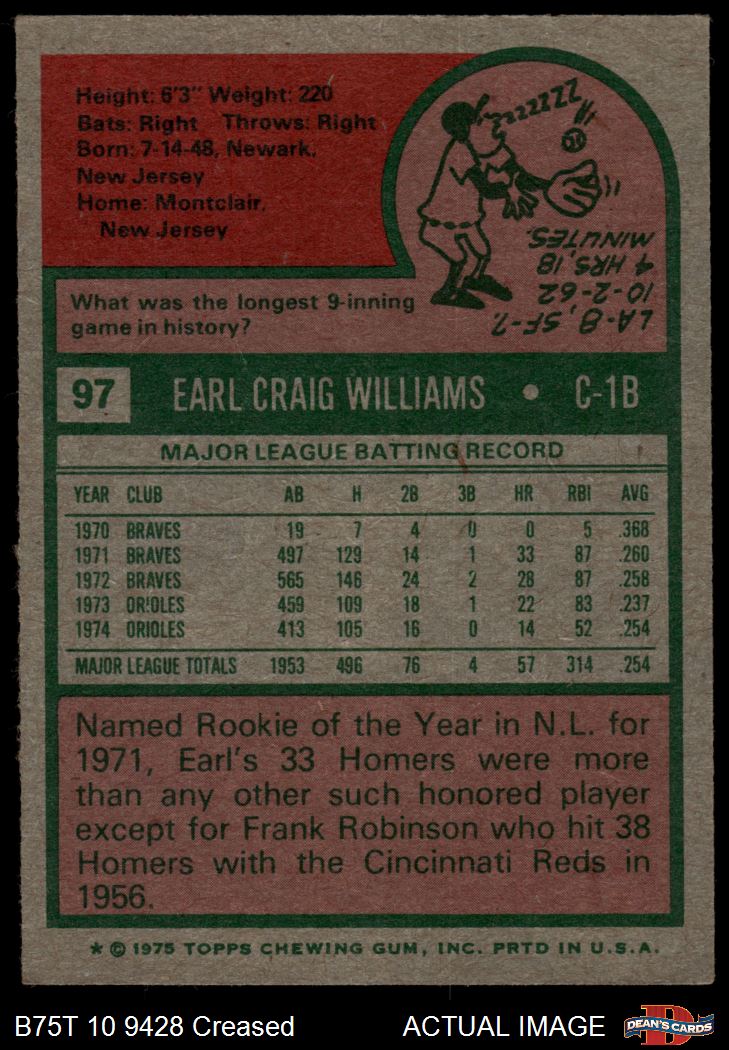 Height: 6'3" Weight: 220
Bats: Right Throws: Right
Born: 7-14-48, Newark,
New Jersey
Home: Montclair,
New Jersey
ZZZZZZZ
What was the longest 9-inning
game in history?
LA-8, SF-7.
10-2-62
4 HRS, 18
MINUTES.
97 EARL CRAIG WILLIAMS • C-1B
MAJOR LEAGUE BATTING RECORD
YEAR CLUB AB H 2B 3B HR RBI AVG
1970 BRAVES 19 7 4 0 0 5 .368
1971 BRAVES 497 129 14 1 33 87 .260
1972 BRAVES 565 146 24 2 28 87 .258
1973 ORIOLES 459 109 18 1 22 83 .237
1974 ORIOLES 413 105 16 0 14 52 .254
MAJOR LEAGUE TOTALS 1953 496 76 4 57 314 .254
Named Rookie of the Year in N.L. for
1971, Earl's 33 Homers were more
than any other such honored player
except for Frank Robinson who hit 38
Homers with the Cincinnati Reds in
1956.
* © 1975 TOPPS CHEWING GUM, INC. PRTD IN U.S.A.
B75T 10 9428 Creased ACTUAL IMAGE
D
DEAN'S CARDS